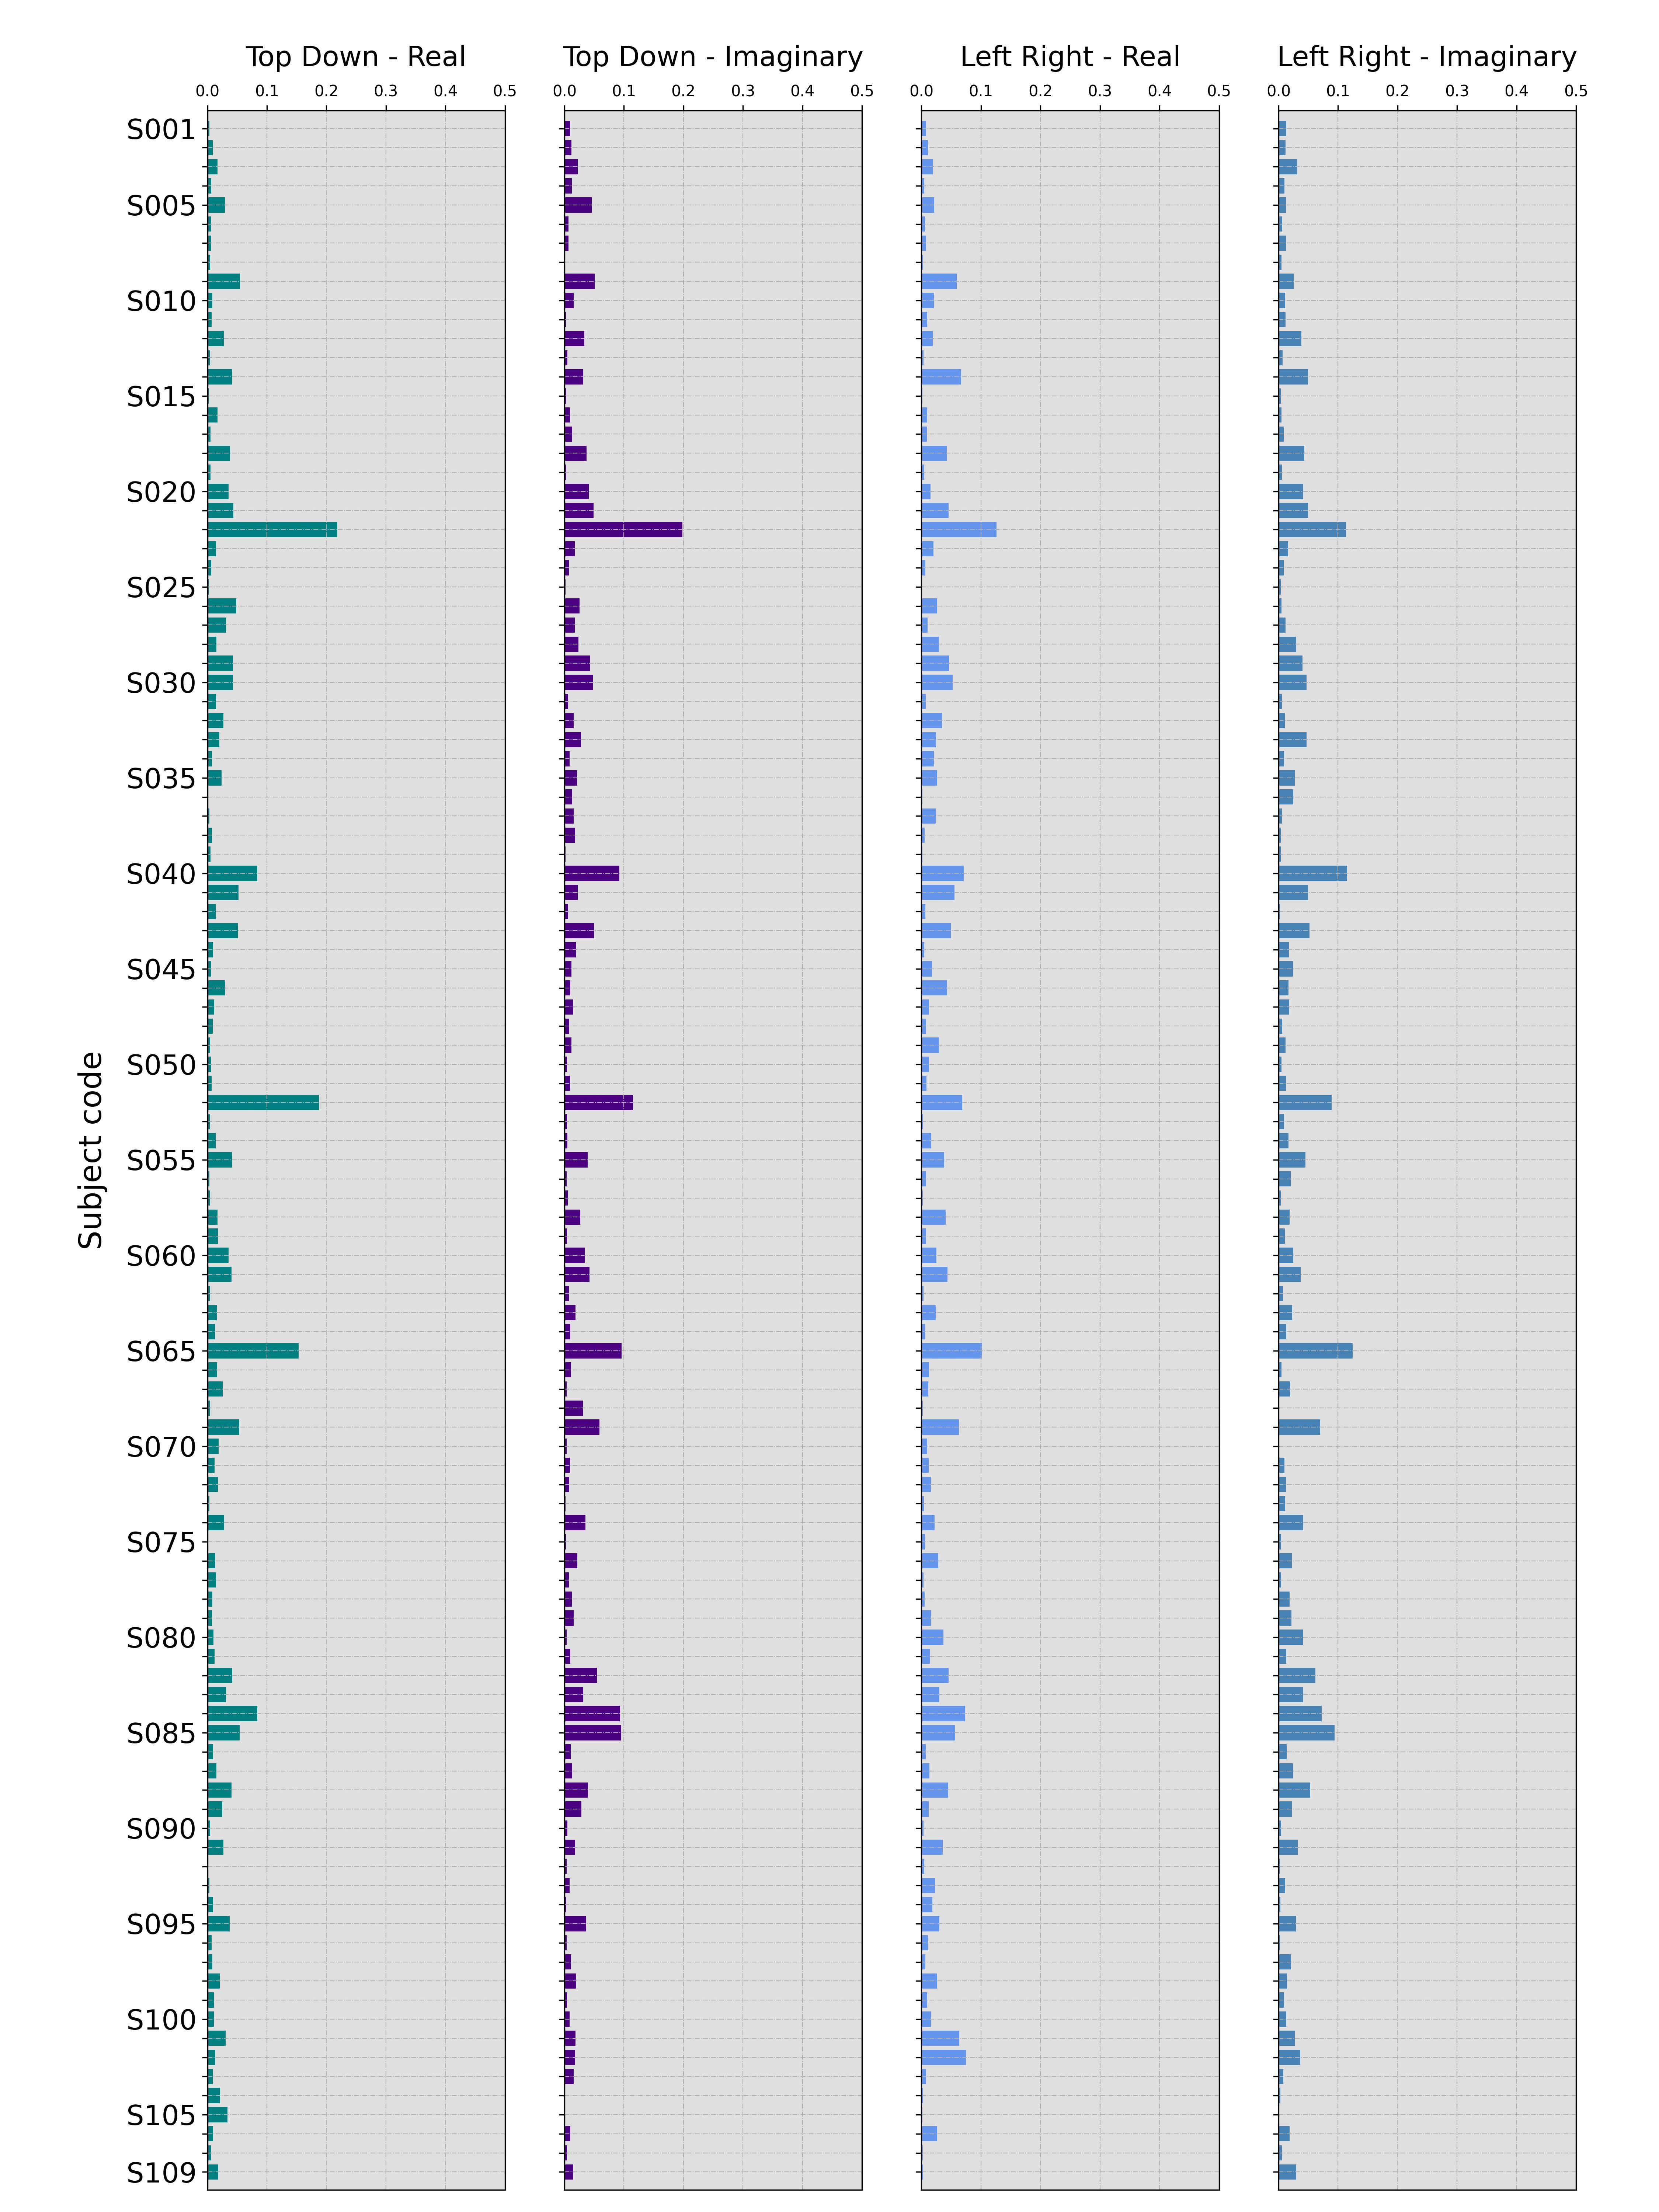 Top Down - Real
Top Down - Imaginary
Left Right - Real
Left Right - Imaginary
0.0 0.1 0.2 0.3 0.4 0.5
0.0 0.1 0.2 0.3 0.4 0.5
0.0 0.1 0.2 0.3 0.4 0.5
0.0 0.1 0.2 0.3 0.4 0.5
Subject code
S001
S005
S010
S015
S020
S025
S030
S035
S040
S045
S050
S055
S060
S065
S070
S075
S080
S085
S090
S095
S100
S105
S109